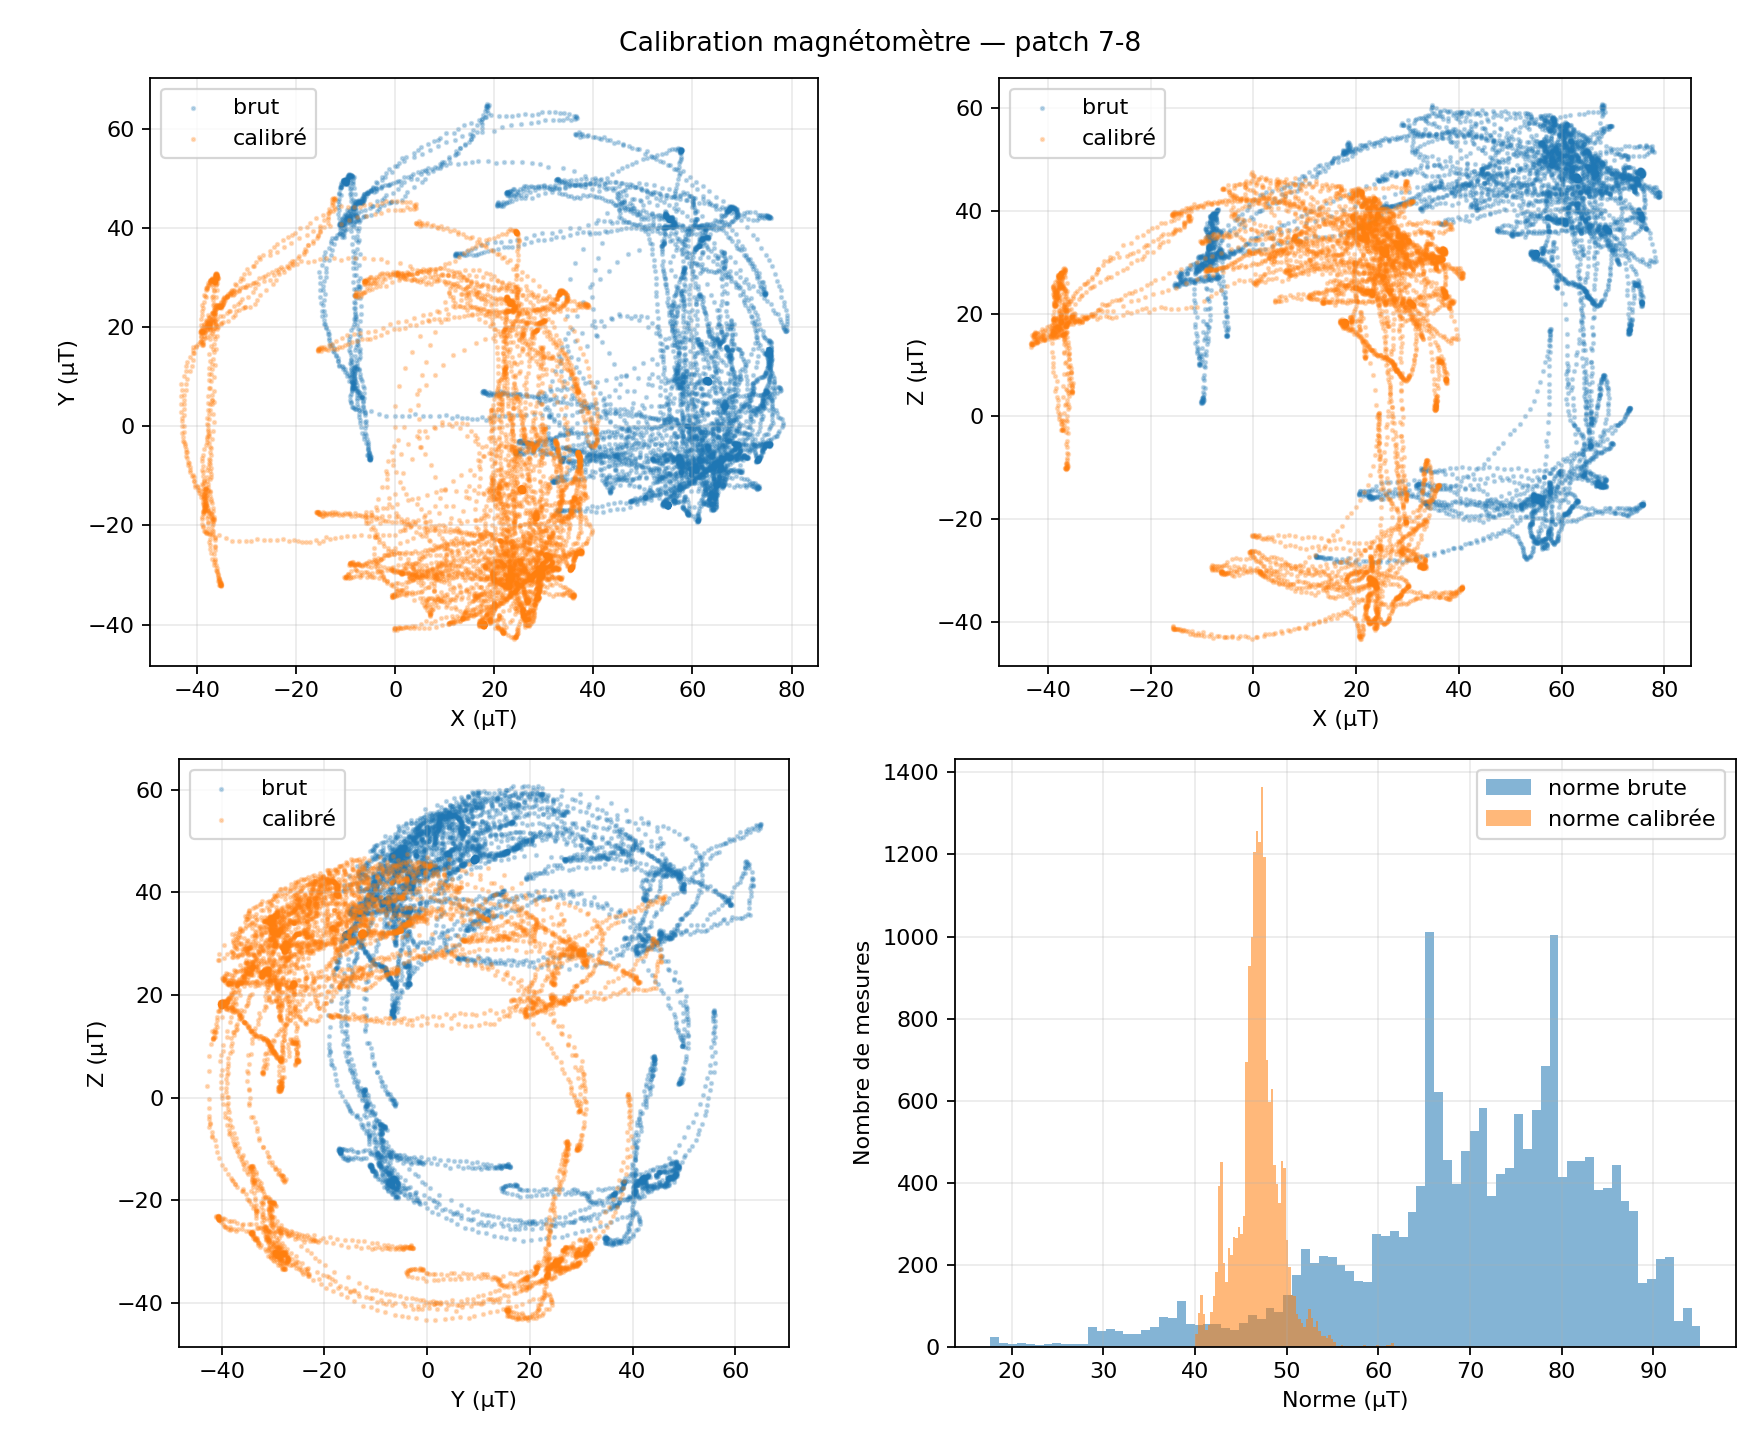 Calibration magnétomètre — patch 7-8
brut
calibré
60
40
20
0
−20
−40
Y (µT)
−40 −20 0 20 40 60 80
X (µT)
brut
calibré
60
40
20
0
−20
−40
Z (µT)
−40 −20 0 20 40 60 80
X (µT)
brut
calibré
60
40
20
0
−20
−40
Z (µT)
−40 −20 0 20 40 60
Y (µT)
norme brute
norme calibrée
1400
1200
1000
800
600
400
200
0
Nombre de mesures
20 30 40 50 60 70 80 90
Norme (µT)